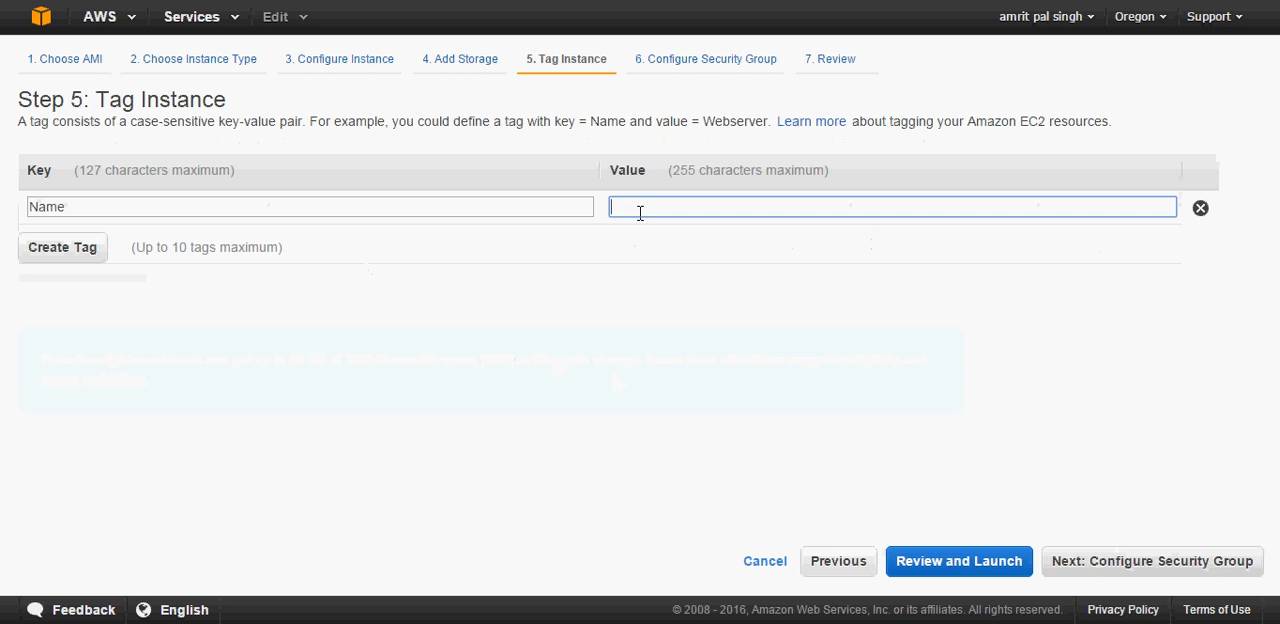 AWS Services Edit amrit pal singh Oregon Support
1. Choose AMI 2. Choose Instance Type 3. Configure Instance 4. Add Storage 5. Tag Instance 6. Configure Security Group 7. Review
Step 5: Tag Instance
A tag consists of a case-sensitive key-value pair. For example, you could define a tag with key = Name and value = Webserver. Learn more about tagging your Amazon EC2 resources.
Key (127 characters maximum) Value (255 characters maximum)
Name
Create Tag (Up to 10 tags maximum)
Cancel Previous Review and Launch Next: Configure Security Group
Feedback English © 2008 - 2016, Amazon Web Services, Inc. or its affiliates. All rights reserved. Privacy Policy Terms of Use